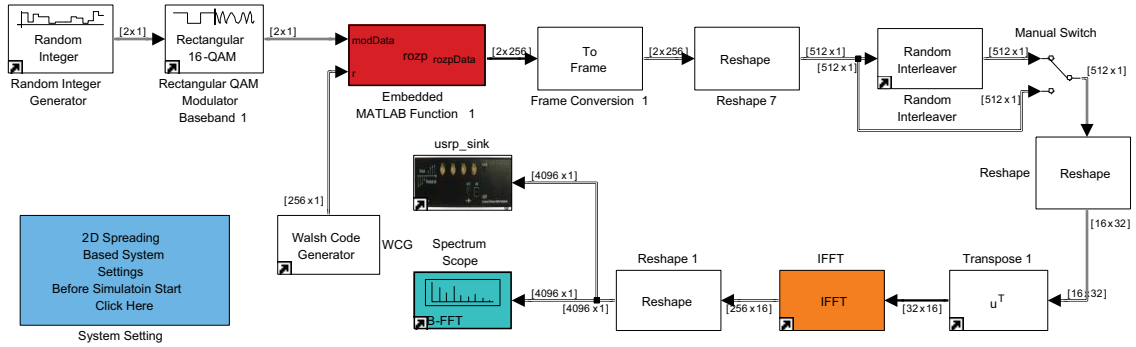 [2x1]
[2x1]
Random
Integer
Random Integer
Generator
Rectangular
16-QAM
Rectangular QAM
Modulator
Baseband 1
modData
r
rozp
rozpData
Embedded
MATLAB Function 1
[2x256]
To
Frame
Frame Conversion 1
[2x256]
Reshape
Reshape 7
[512x1]
[512x1]
Random
Interleaver
Random
Interleaver
[512x1]
[512x1]
Manual Switch
[512x1]
Reshape
Reshape
[16x32]
usrp_sink
[4096x1]
[256x1]
Walsh Code
Generator
WCG
2D Spreading
Based System
Settings
Before Simulatoin Start
Click Here
System Setting
Spectrum
Scope
B-FFT
[4096x1]
[4096x1]
Reshape 1
Reshape
[256x16]
IFFT
IFFT
[32x16]
Transpose 1
uT
[16x32]